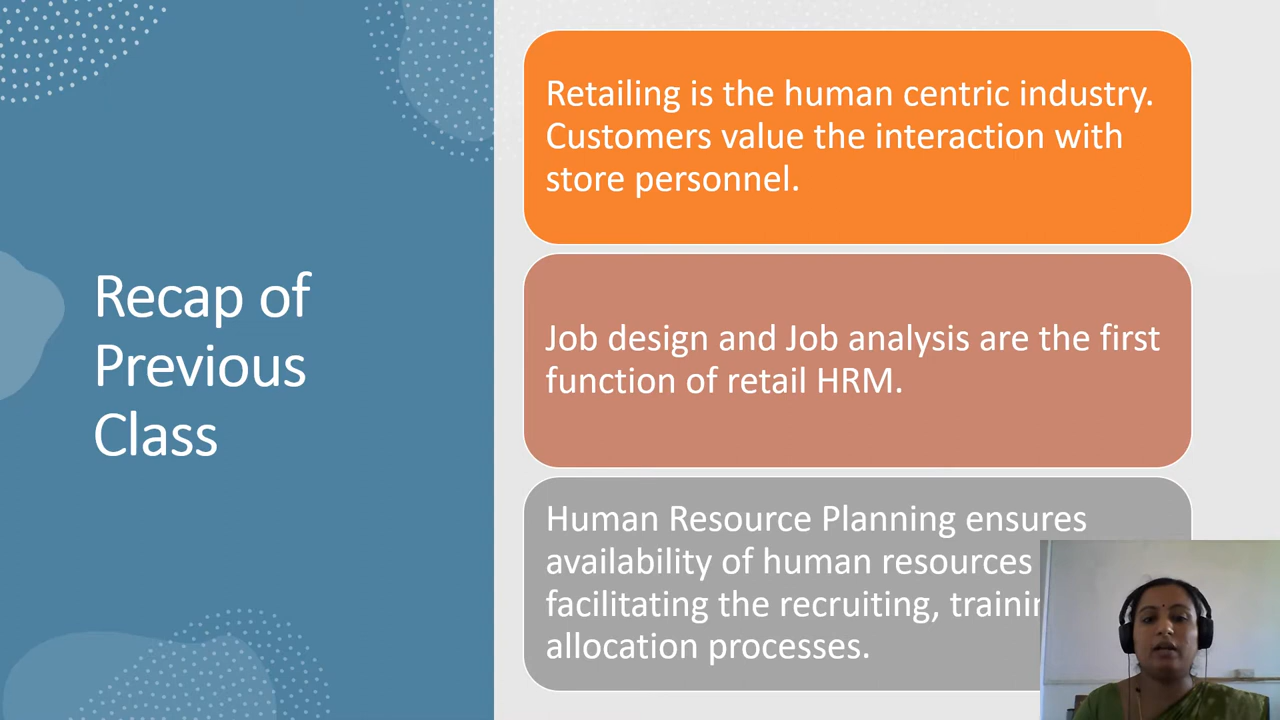 Recap of
Previous
Class
Retailing is the human centric industry.
Customers value the interaction with
store personnel.
Job design and Job analysis are the first
function of retail HRM.
Human Resource Planning ensures
availability of human resources
facilitating the recruiting,
allocation processes.